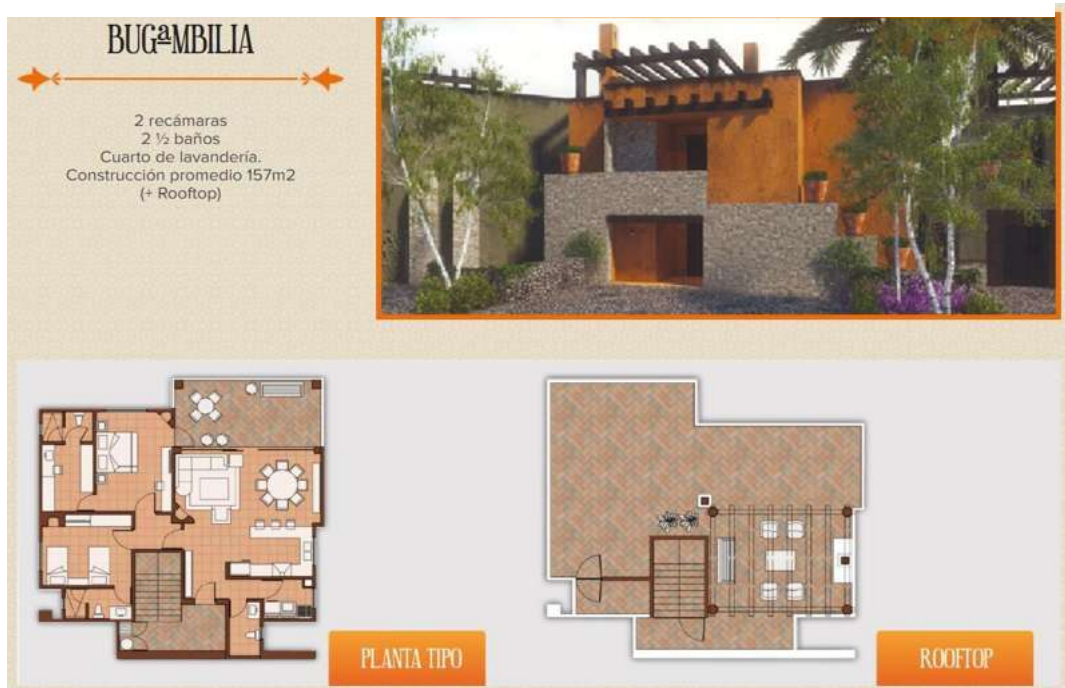 BUGªMBILIA
2 recámaras
2 ½ baños
Cuarto de lavandería.
Construcción promedio 157m2
(+ Rooftop)
PLANTA TIPO
ROOFTOP